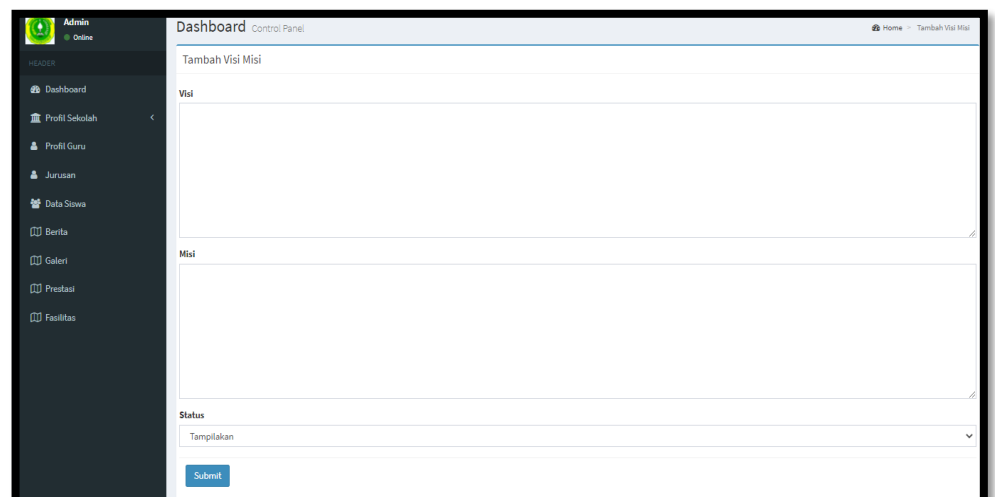 Admin
Online
HEADER
Dashboard
Profil Sekolah
Profil Guru
Jurusan
Data Siswa
Berita
Galeri
Prestasi
Fasilitas
Dashboard Control Panel
Home > Tambah Visi Misi
Tambah Visi Misi
Visi
Misi
Status
Tampilakan
Submit